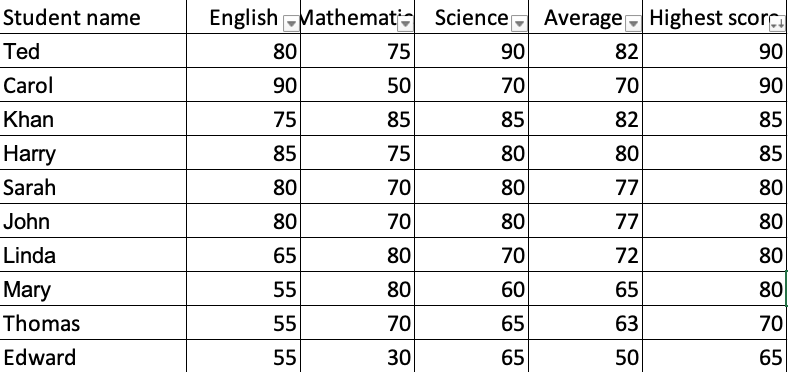 Student name English Mathematic Science Average Highest score
Ted 80 75 90 82 90
Carol 90 50 70 70 90
Khan 75 85 85 82 85
Harry 85 75 80 80 85
Sarah 80 70 80 77 80
John 80 70 80 77 80
Linda 65 80 70 72 80
Mary 55 80 60 65 80
Thomas 55 70 65 63 70
Edward 55 30 65 50 65